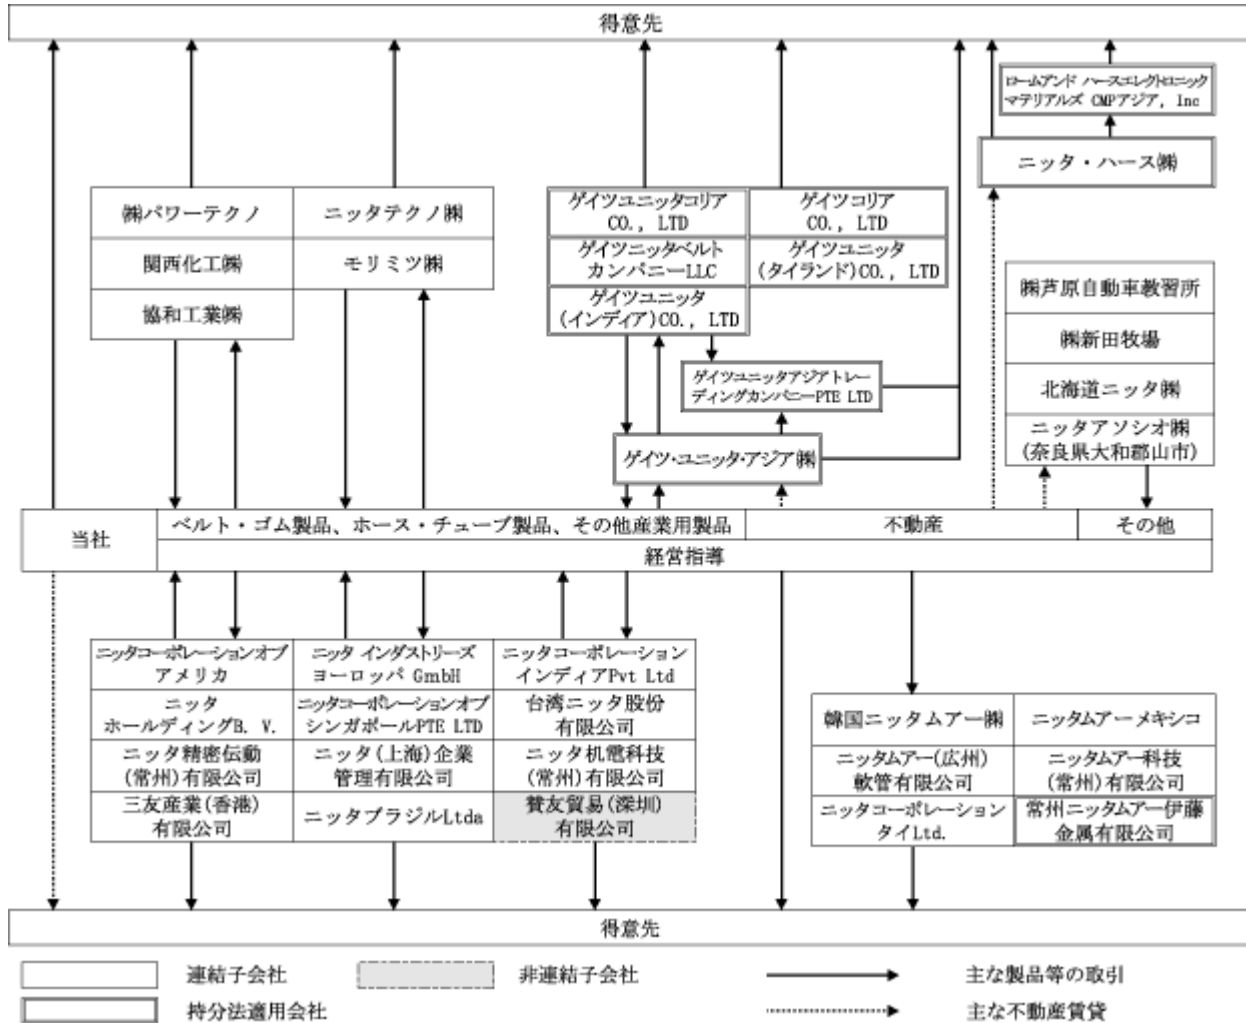 得意先
ロームアンド ハースエレクトロニック
マテリアルズ CMPアジア, Inc
ニッタ・ハース㈱
㈱パワーテクノ
ニッタテクノ㈱
関西化工㈱
モリミツ㈱
協和工業㈱
ゲイツユニッタコリア
CO., LTD
ゲイツコリア
CO., LTD
ゲイツニッタベルト
カンパニーLLC
ゲイツユニッタ
(タイランド)CO., LTD
ゲイツユニッタ
(インディア)CO., LTD
ゲイツユニッタアジアトレー
ディングカンパニーPTE LTD
ゲイツ・ユニッタ・アジア㈱
㈱芦原自動車教習所
㈱新田牧場
北海道ニッタ㈱
ニッタアソシオ㈱
(奈良県大和郡山市)
当社
ベルト・ゴム製品、ホース・チューブ製品、その他産業用製品
不動産
その他
経営指導
ニッタコーポレーションオブ
アメリカ
ニッタ インダストリーズ
ヨーロッパ GmbH
ニッタコーポレーション
インディアPvt Ltd
ニッタ
ホールディングB. V.
ニッタコーポレーションオブ
シンガポールPTE LTD
台湾ニッタ股份
有限公司
ニッタ精密伝動
(常州)有限公司
ニッタ(上海)企業
管理有限公司
ニッタ机電科技
(常州)有限公司
三友産業(香港)
有限公司
ニッタブラジルLtda
賛友貿易(深圳)
有限公司
韓国ニッタムアー㈱
ニッタムアーメキシコ
ニッタムアー(広州)
軟管有限公司
ニッタムアー科技
(常州)有限公司
ニッタコーポレーション
タイLtd.
常州ニッタムアー伊藤
金属有限公司
得意先
連結子会社
非連結子会社
主な製品等の取引
持分法適用会社
主な不動産賃貸